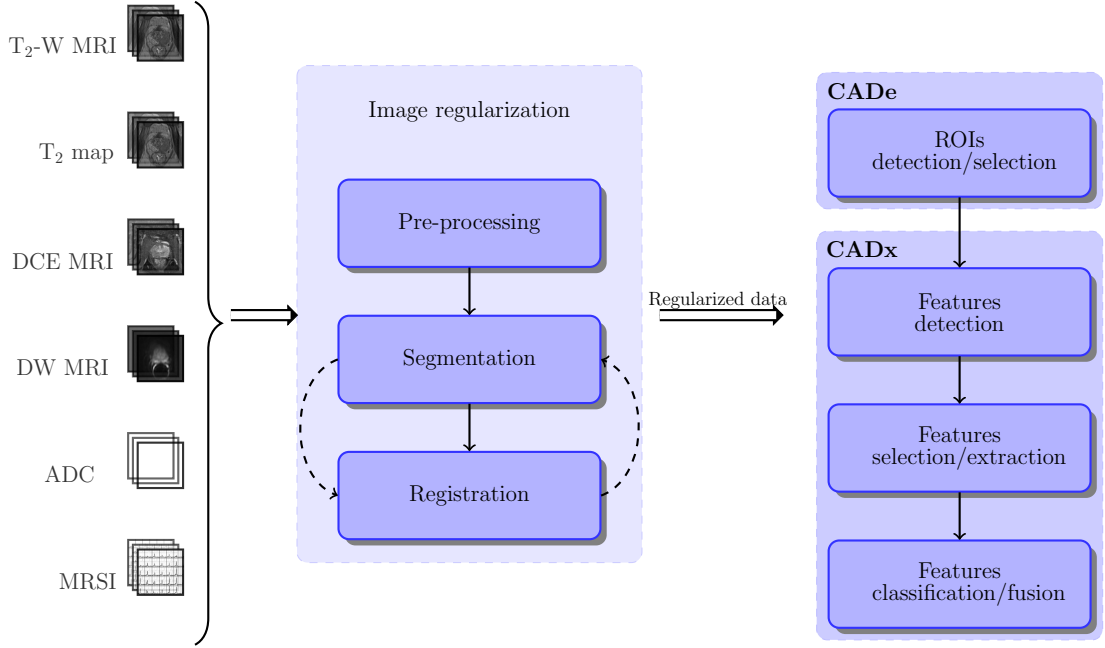 T₂-W MRI
T₂ map
DCE MRI
DW MRI
ADC
MRSI
Image regularization
Pre-processing
Segmentation
Registration
Regularized data
CADe
ROIs
detection/selection
CADx
Features
detection
Features
selection/extraction
Features
classification/fusion